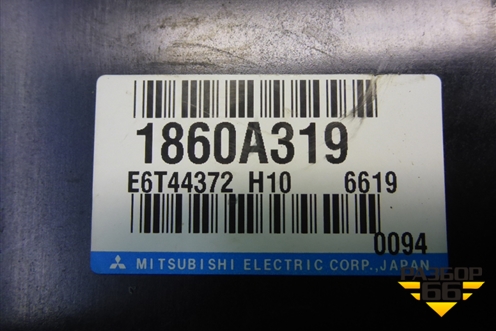 1860A319
E6T44372 H10 6619
0094
MITSUBISHI ELECTRIC CORP.,JAPAN
РАЗБОР
66